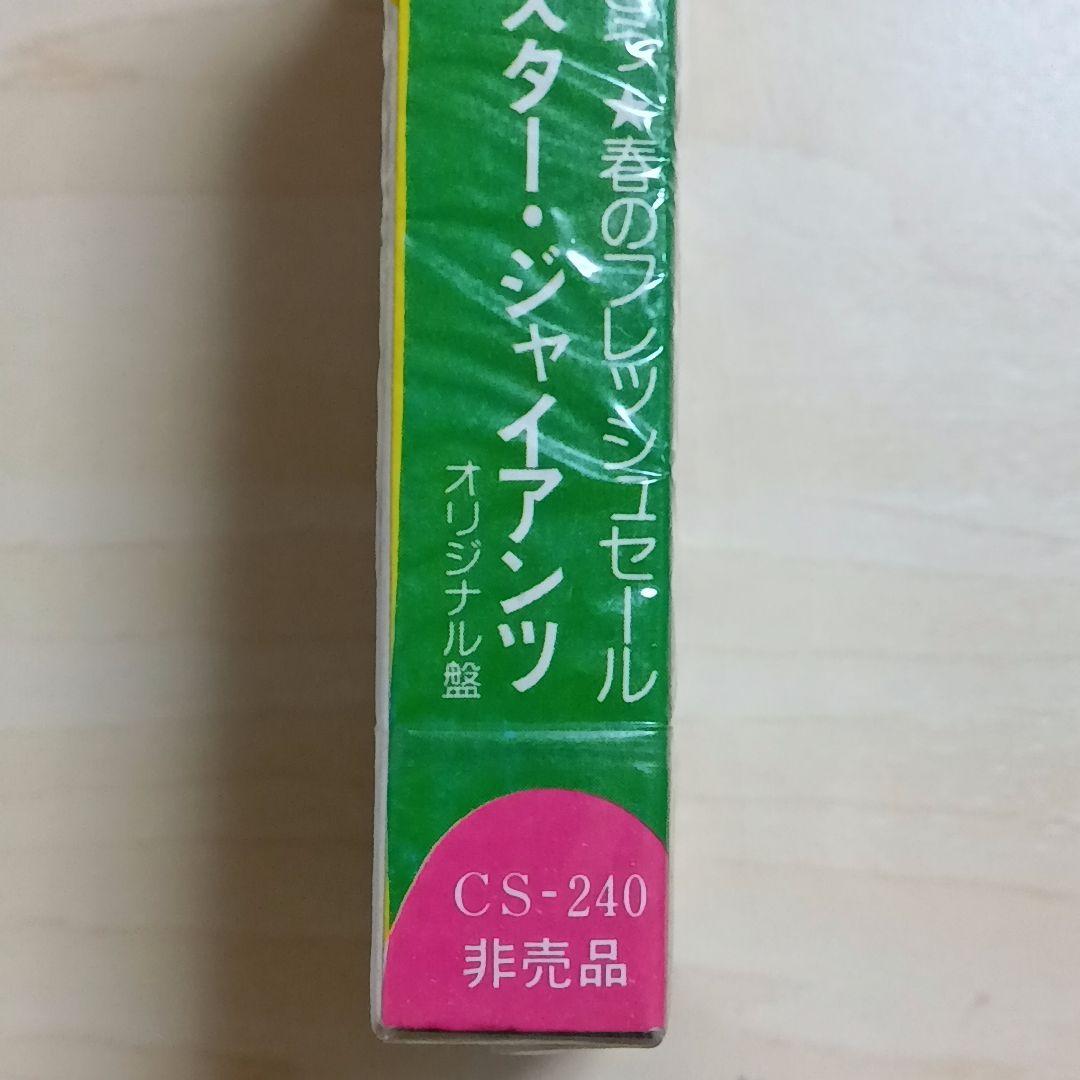 ★春のフレッシュセール
スター・ジャイアンツ
オリジナル盤
CS-240
非売品